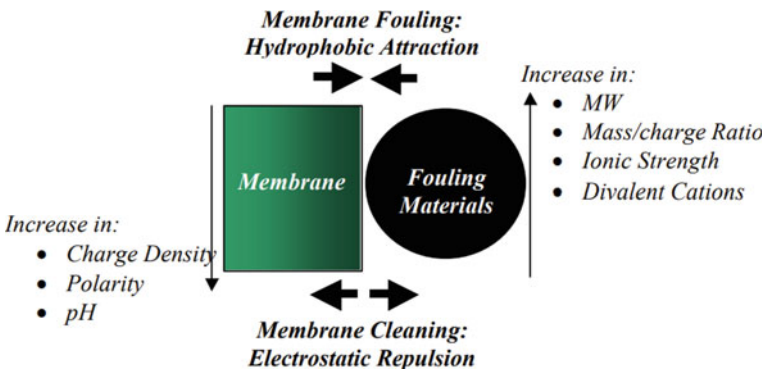 Membrane Fouling:
Hydrophobic Attraction
Increase in:
• MW
• Mass/charge Ratio
• Ionic Strength
• Divalent Cations
Membrane
Fouling
Materials
Increase in:
• Charge Density
• Polarity
• pH
Membrane Cleaning:
Electrostatic Repulsion